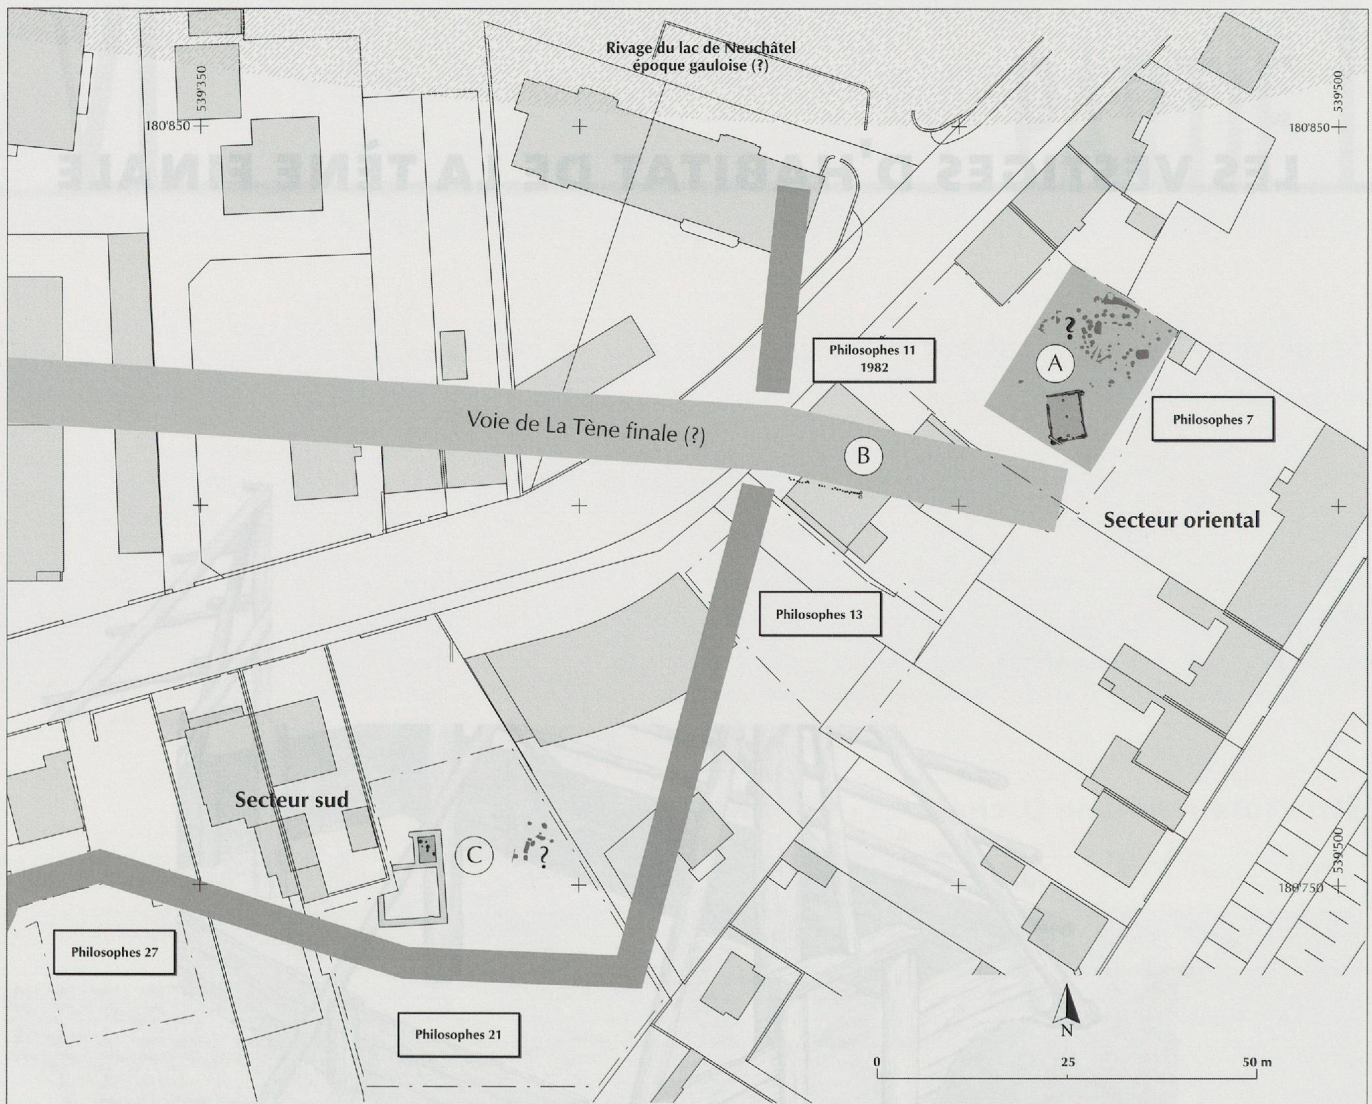 Rivage du lac de Neuchâtel
époque gauloise (?)
539'350
539'500
180'850
180'850
LES VESTIGES D'HABITAT DE LA TÈNE FINALE
?
A
Philosophes 11
1982
Philosophes 7
Voie de La Tène finale (?)
B
Secteur oriental
Philosophes 13
Secteur sud
C
?
539'500
180'750
Philosophes 27
N
Philosophes 21
0
25
50 m